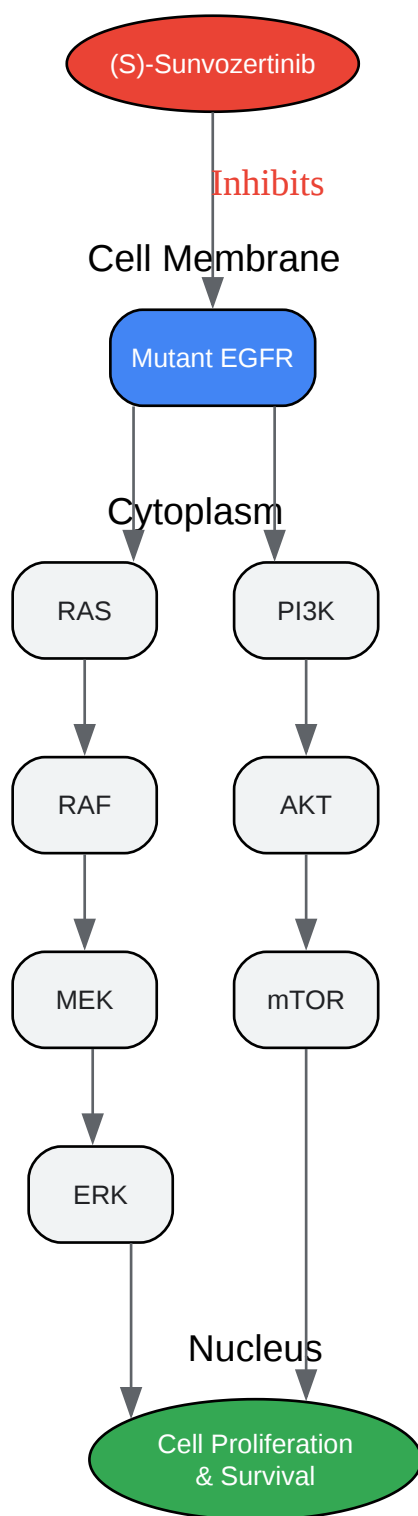 (S)-Sunvozertinib
Inhibits
Cell Membrane
Mutant EGFR
Cytoplasm
RAS
PI3K
RAF
AKT
MEK
mTOR
ERK
Nucleus
Cell Proliferation
& Survival